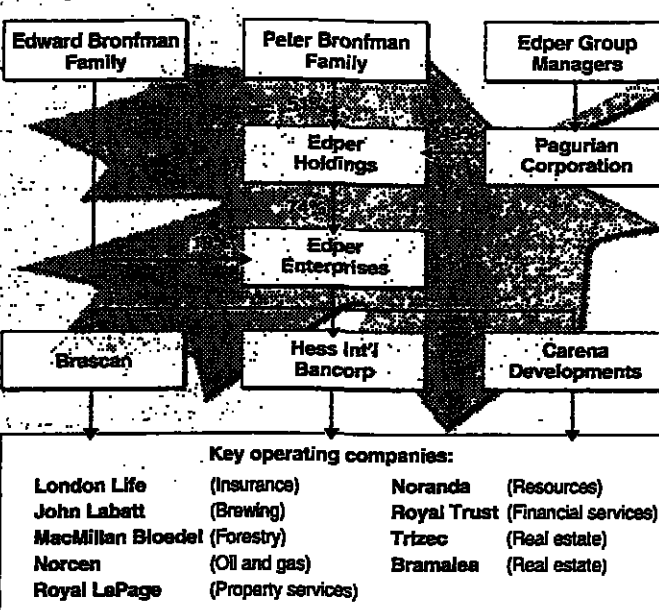 Edward Bronfman
Family
Peter Bronfman
Family
Edper Group
Managers
Edper
Holdings
Pagurian
Corporation
Edper
Enterprises
Brascan
Hess Int'l
Bancorp
Carena
Developments
Key operating companies:
London Life (Insurance)
John Labatt (Brewing)
MacMillan Bloedel (Forestry)
Norcen (Oil and gas)
Royal LePage (Property services)
Noranda (Resources)
Royal Trust (Financial services)
Trizec (Real estate)
Bramalea (Real estate)